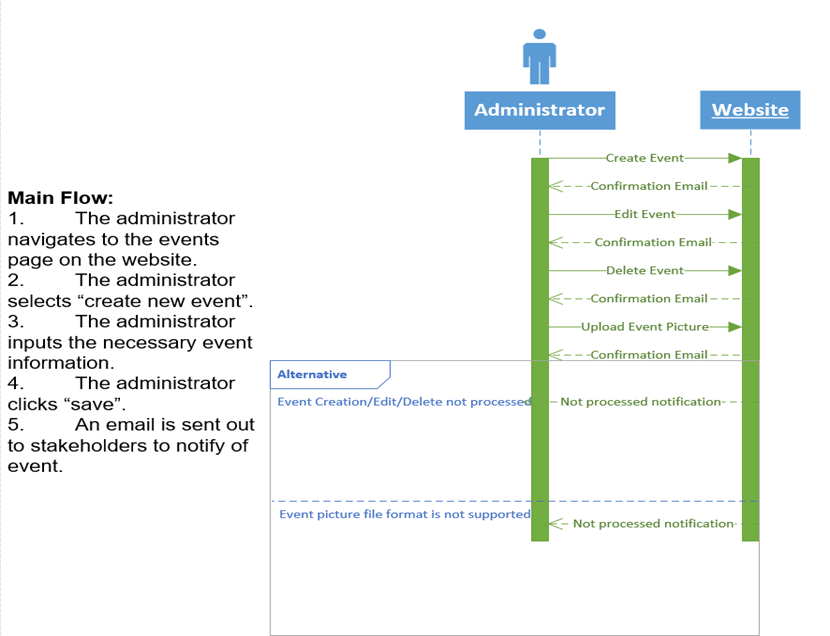 Main Flow:
1. The administrator
navigates to the events
page on the website.
2. The administrator
selects “create new event”.
3. The administrator
inputs the necessary event
information.
4. The administrator
clicks “save”.
5. An email is sent out
to stakeholders to notify of
event.
Administrator
Website
Create Event
Confirmation Email
Edit Event
Confirmation Email
Delete Event
Confirmation Email
Upload Event Picture
Confirmation Email
Alternative
Event Creation/Edit/Delete not processed
Not processed notification
Event picture file format is not supported
Not processed notification